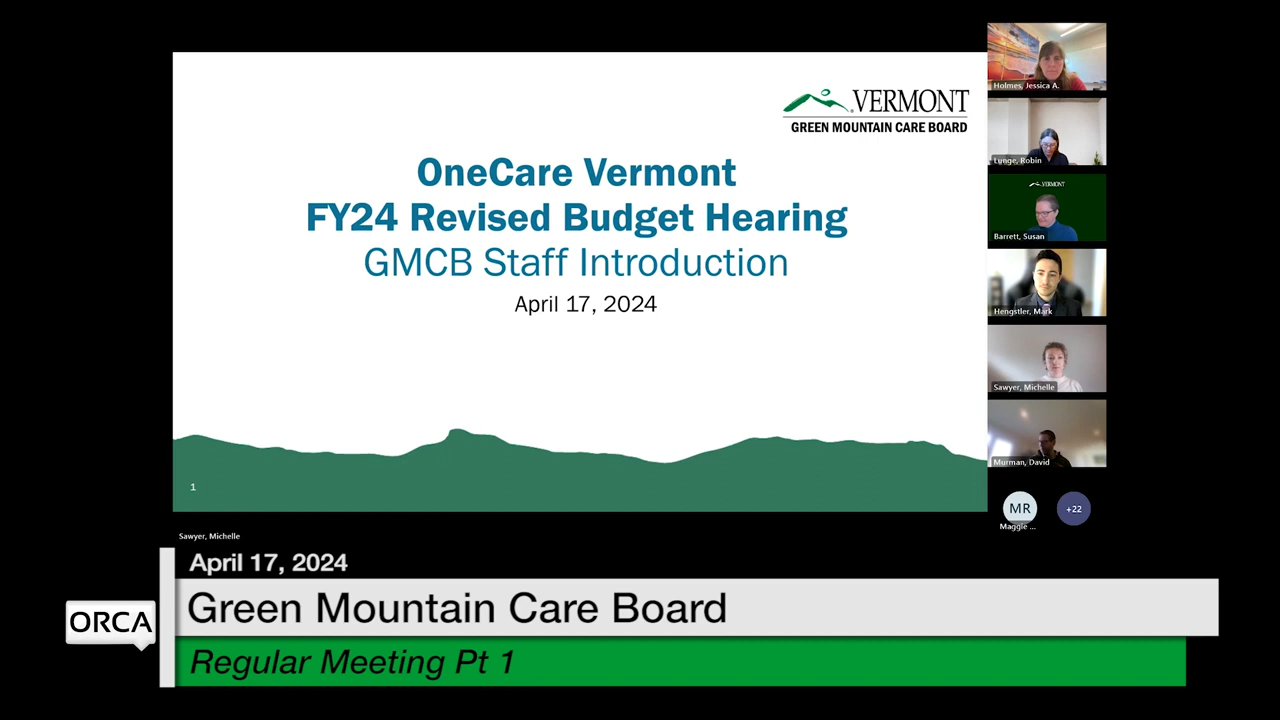 VERMONT
GREEN MOUNTAIN CARE BOARD
OneCare Vermont
FY24 Revised Budget Hearing
GMCB Staff Introduction
April 17, 2024
1
Holmes, Jessica A.
Lunge, Robin
VERMONT
Barrett, Susan
Hengstler, Mark
Sawyer, Michelle
Murman, David
MR
+22
Maggie ...
Sawyer, Michelle
April 17, 2024
ORCA
Green Mountain Care Board
Regular Meeting Pt 1